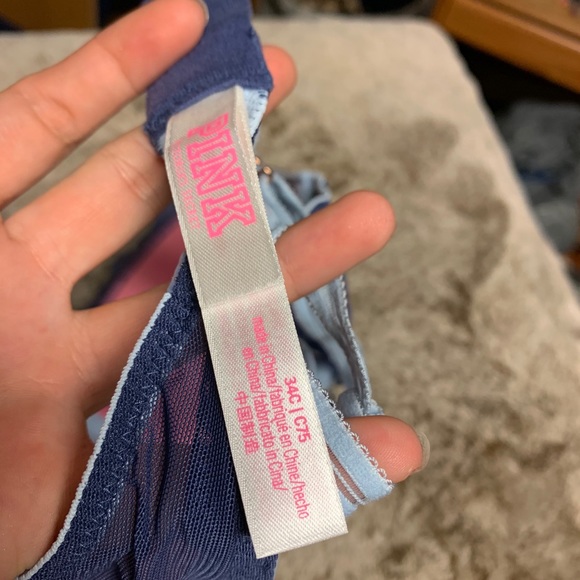 PINK
34C | C75
made in China/fabriqué en Chine/hecho
en China/fabbricato in Cina/
中国制造